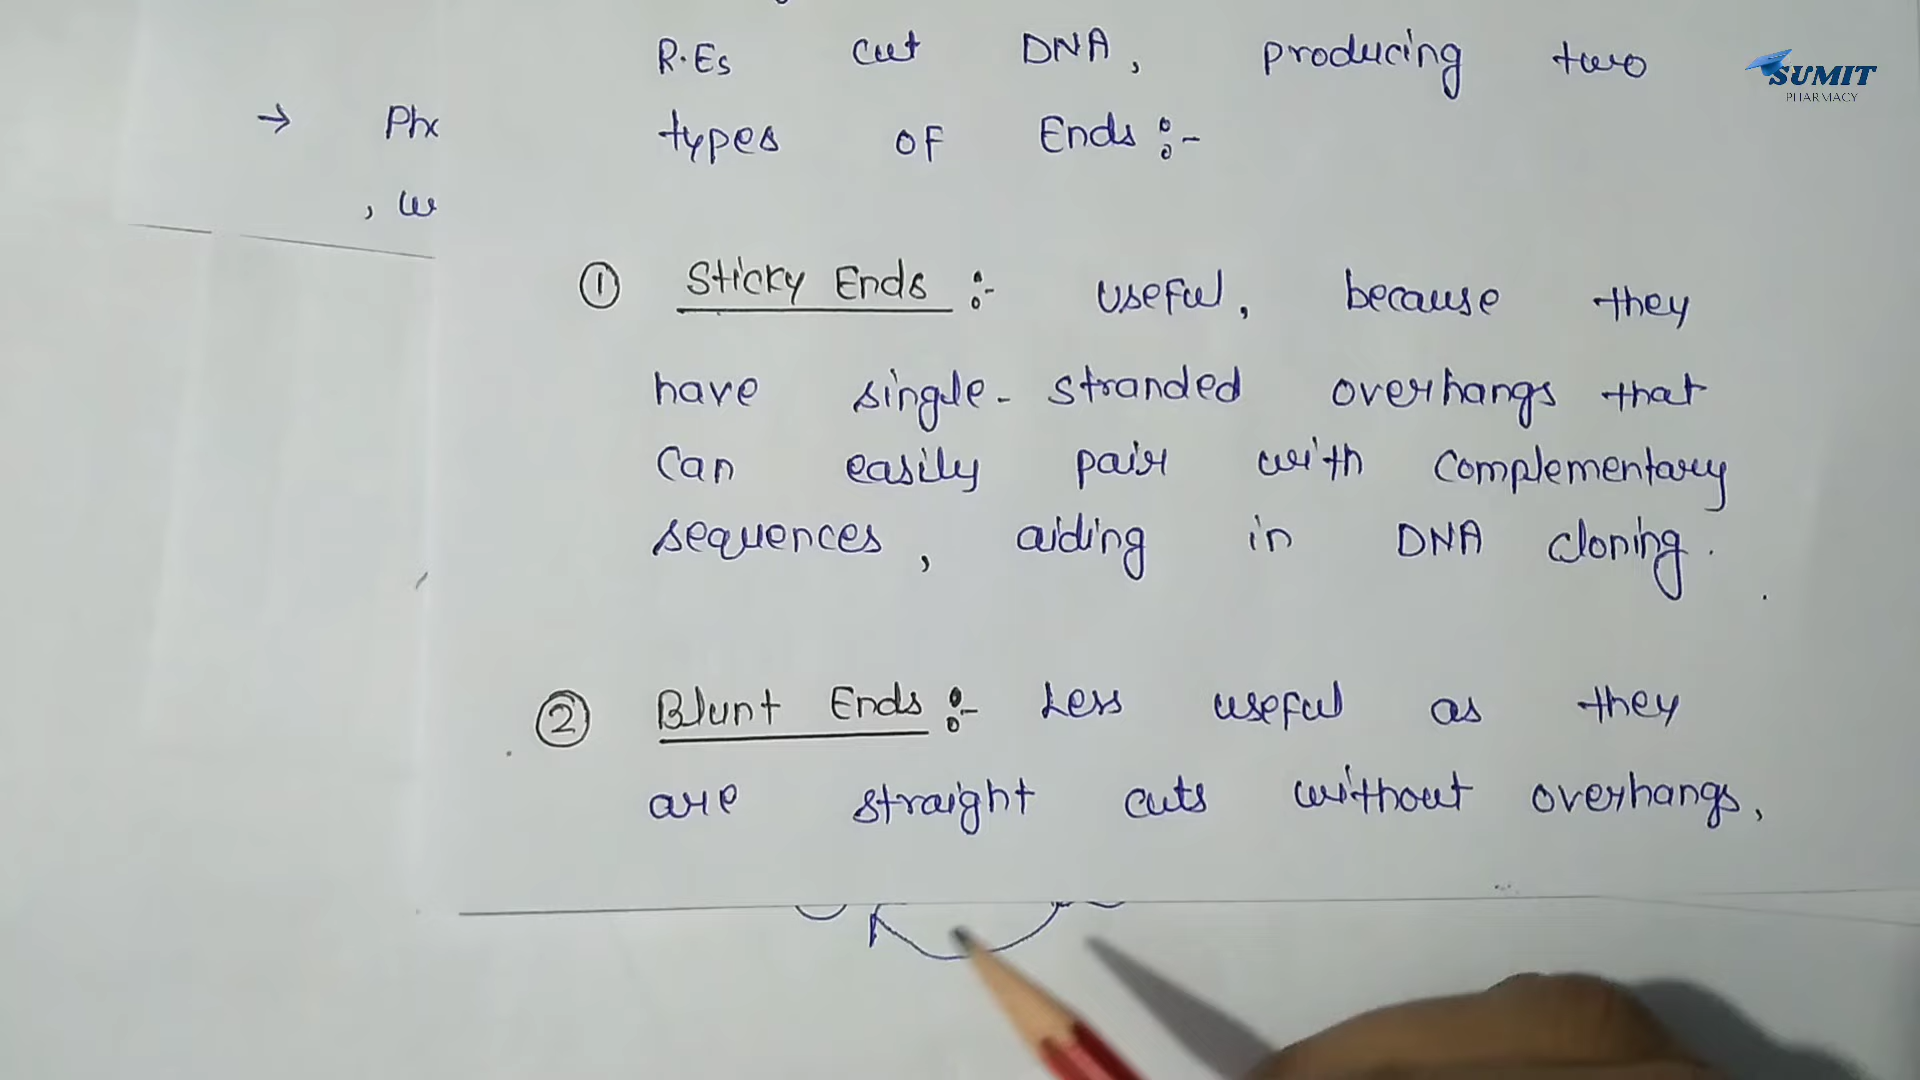 R.Es cut DNA, producing two
types of Ends :-
SUMIT
PHARMACY
→
① Sticky Ends :- useful, because they
have single-stranded overhangs that
can easily pair with complementary
sequences, aiding in DNA cloning.
② Blunt Ends :- Less useful as they
are straight cuts without overhangs,